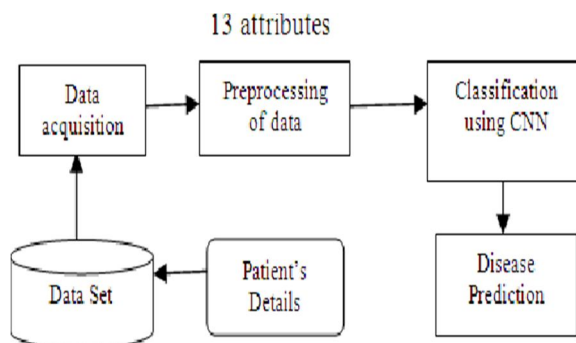 13 attributes
Data
acquisition
Preprocessing
of data
Classification
using CNN
Data Set
Patient's
Details
Disease
Prediction